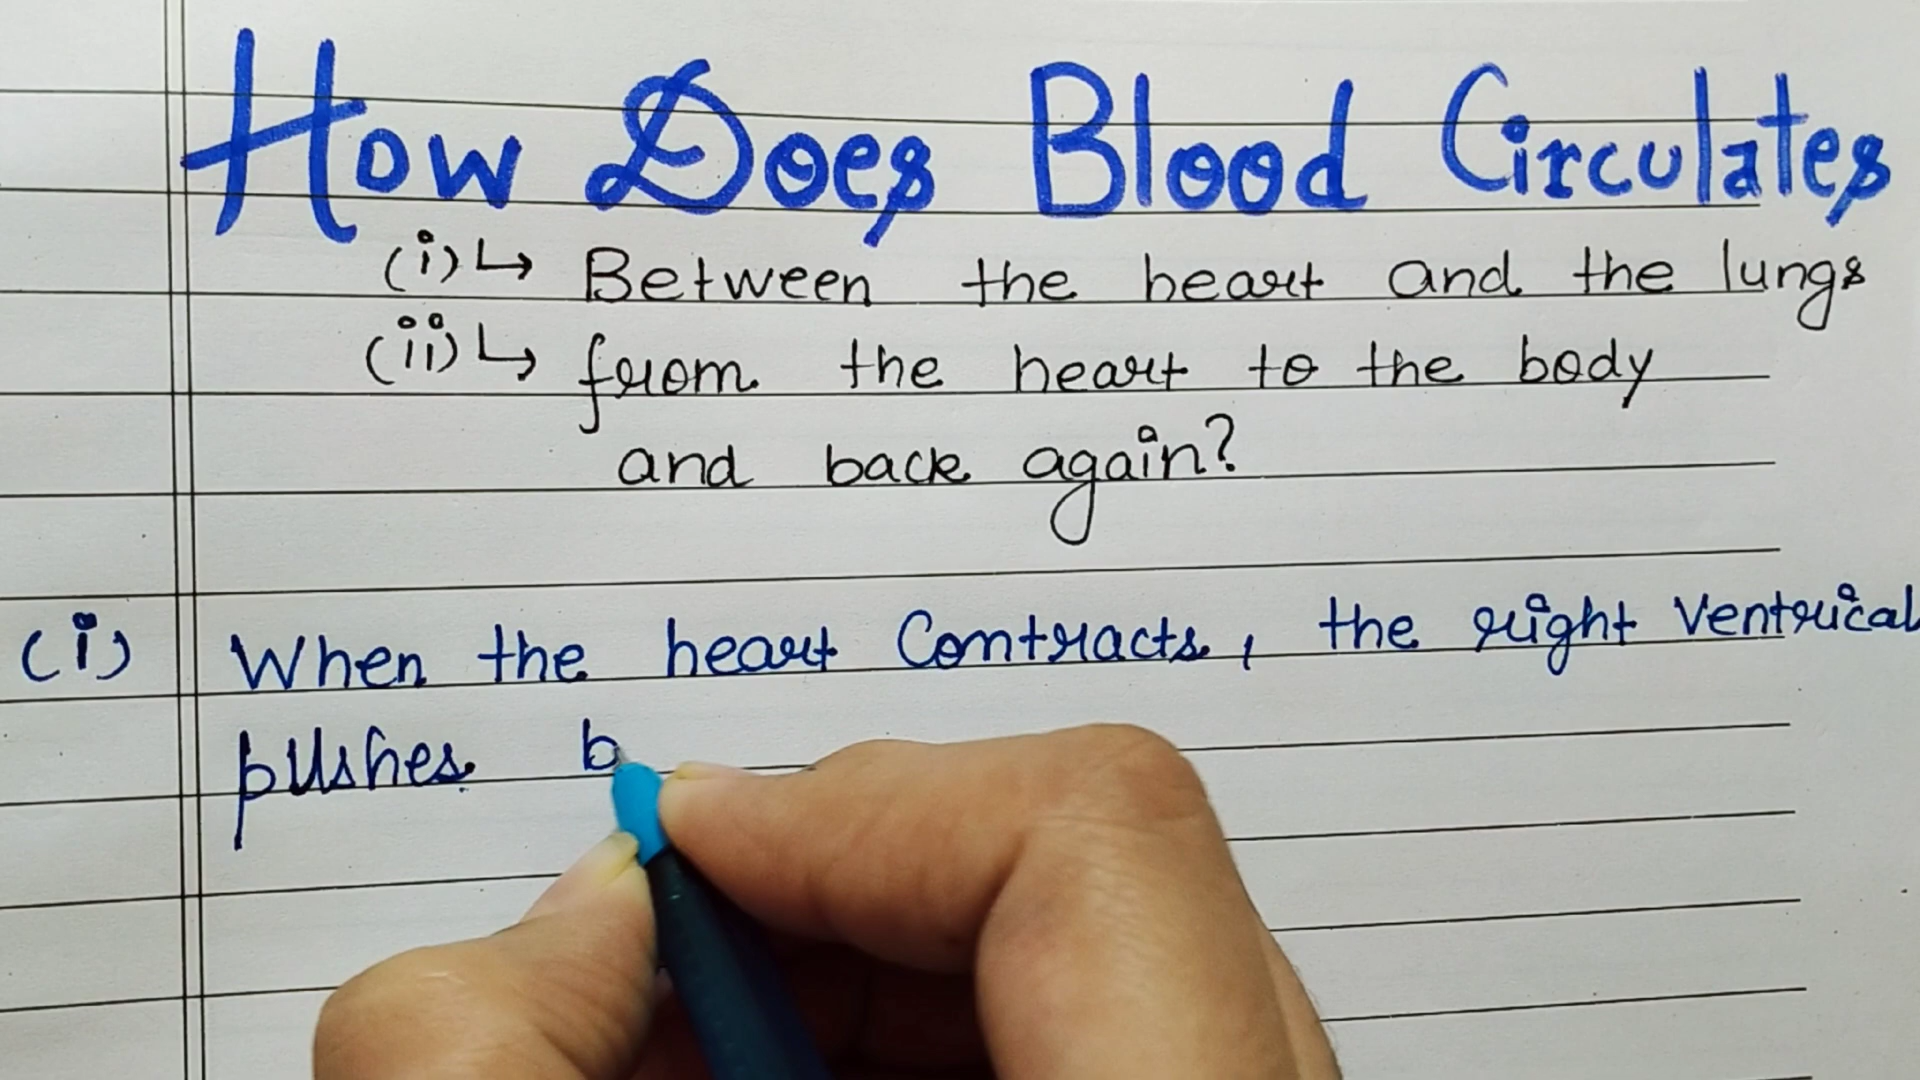 How Does Blood Circulates
(i) ↳ Between the heart and the lungs
(ii) ↳ from the heart to the body
and back again?
(i) When the heart Contracts, the right Ventrical
pushes b